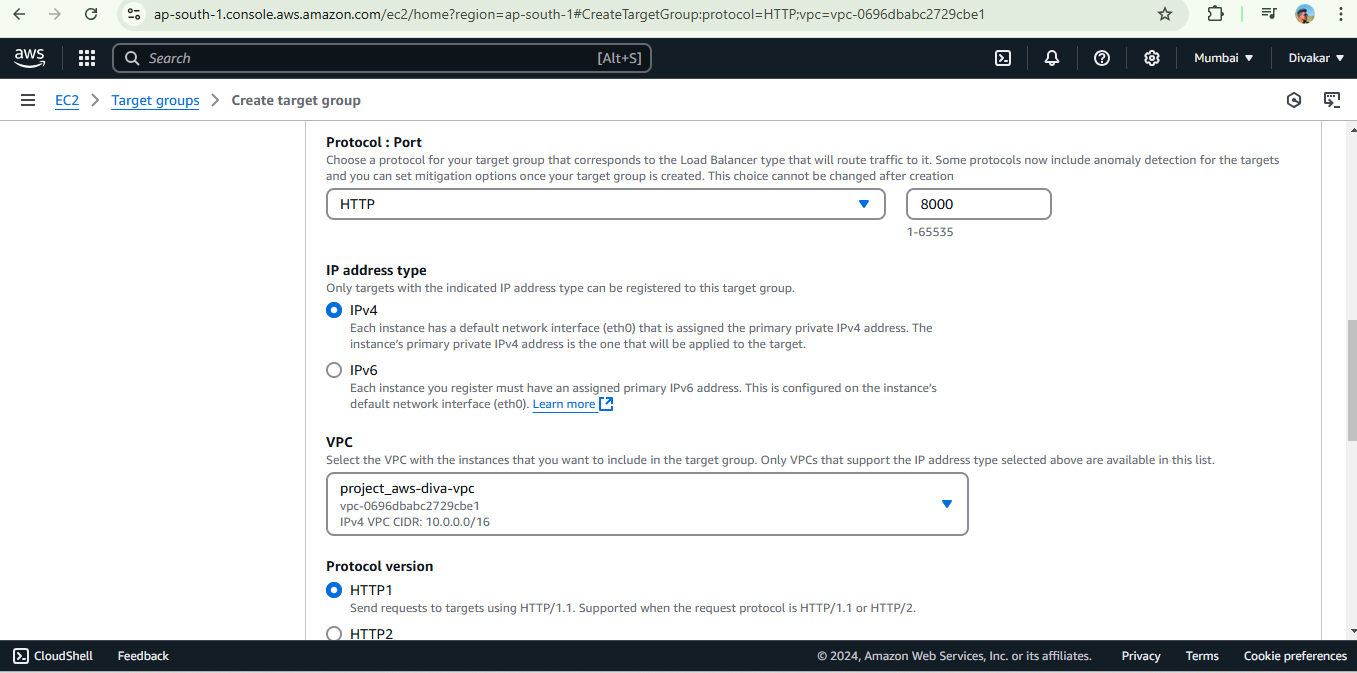 ap-south-1.console.aws.amazon.com/ec2/home?region=ap-south-1#CreateTargetGroup:protocol=HTTP;vpc=vpc-0696dbabc2729cbe1
aws
Search [Alt+S]
Mumbai
Divakar
EC2
Target groups
Create target group
Protocol : Port
Choose a protocol for your target group that corresponds to the Load Balancer type that will route traffic to it. Some protocols now include anomaly detection for the targets
and you can set mitigation options once your target group is created. This choice cannot be changed after creation
HTTP
8000
1-65535
IP address type
Only targets with the indicated IP address type can be registered to this target group.
IPv4
Each instance has a default network interface (eth0) that is assigned the primary private IPv4 address. The
instance's primary private IPv4 address is the one that will be applied to the target.
IPv6
Each instance you register must have an assigned primary IPv6 address. This is configured on the instance's
default network interface (eth0). Learn more
VPC
Select the VPC with the instances that you want to include in the target group. Only VPCs that support the IP address type selected above are available in this list.
project_aws-diva-vpc
vpc-0696dbabc2729cbe1
IPv4 VPC CIDR: 10.0.0.0/16
Protocol version
HTTP1
Send requests to targets using HTTP/1.1. Supported when the request protocol is HTTP/1.1 or HTTP/2.
HTTP2
CloudShell
Feedback
© 2024, Amazon Web Services, Inc. or its affiliates.
Privacy
Terms
Cookie preferences